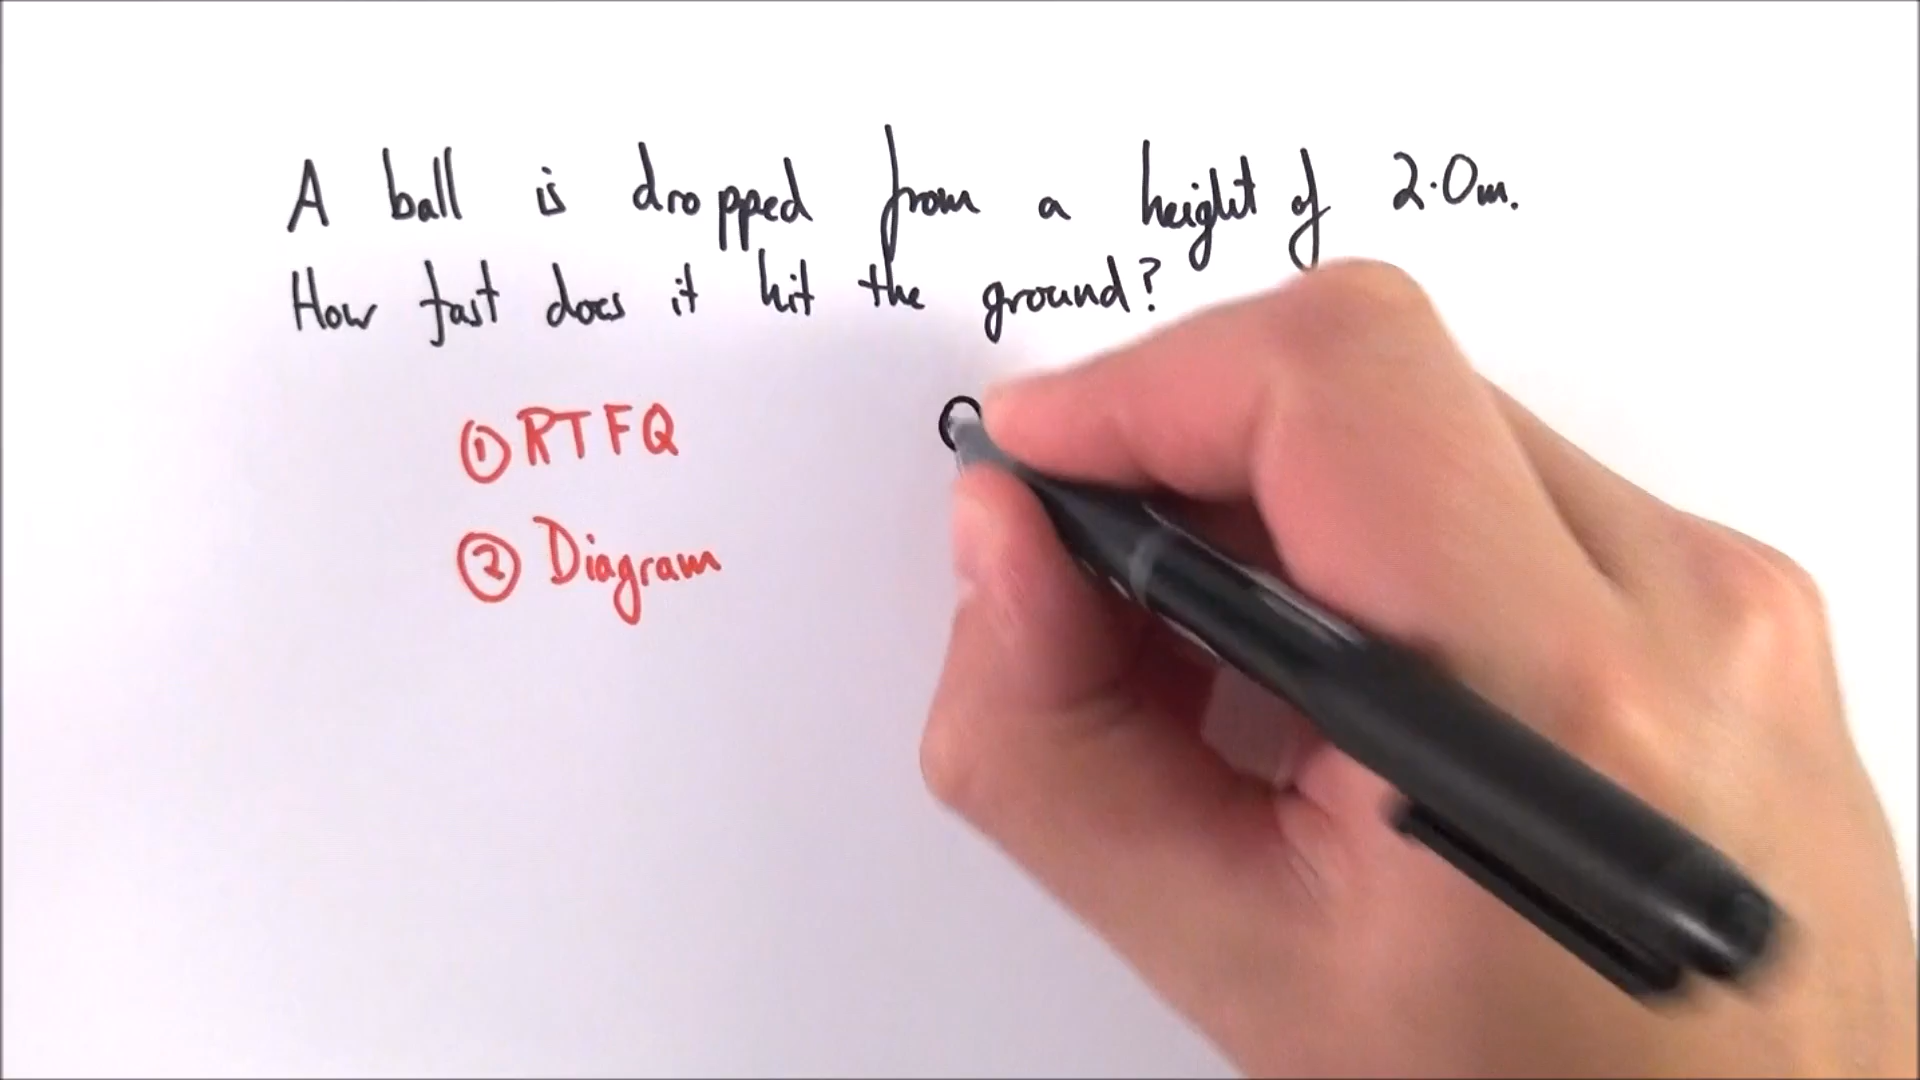 A ball is dropped from a height of 2.0m.
How fast does it hit the ground?
① RTFQ
② Diagram